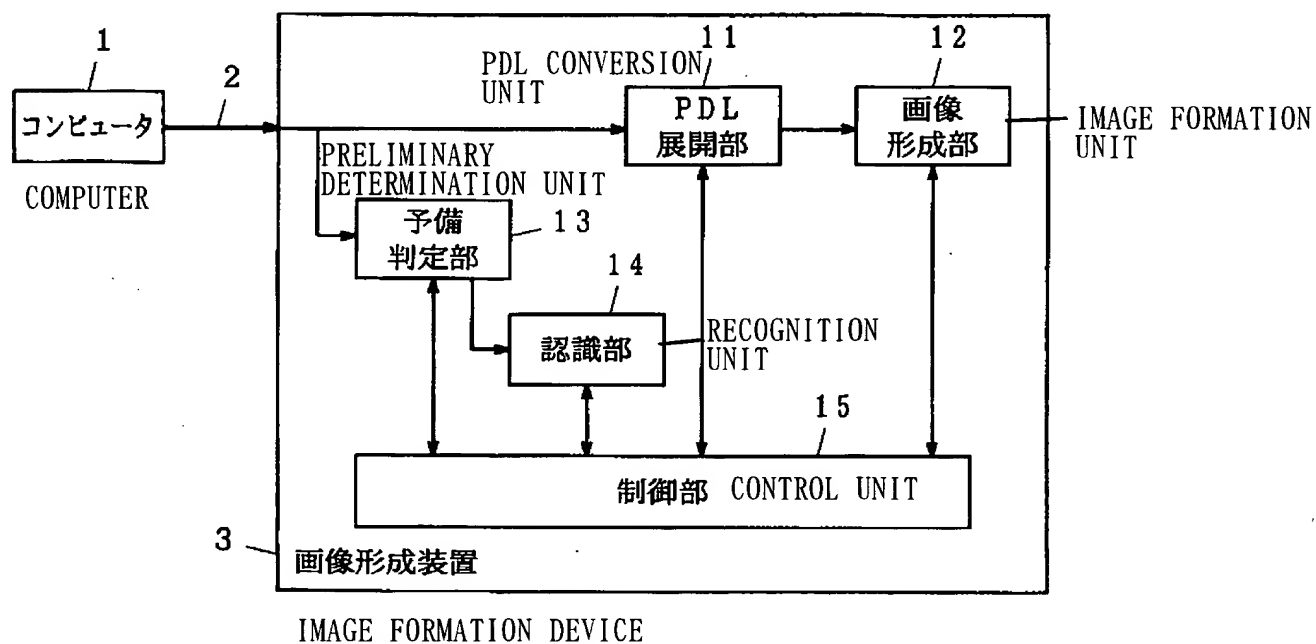 1
コンピュータ
COMPUTER
2
PDL CONVERSION
UNIT
11
PDL
展開部
12
画像
形成部
IMAGE FORMATION
UNIT
PRELIMINARY
DETERMINATION UNIT
予備
判定部
13
14
認識部
RECOGNITION
UNIT
15
制御部 CONTROL UNIT
3
画像形成装置
IMAGE FORMATION DEVICE